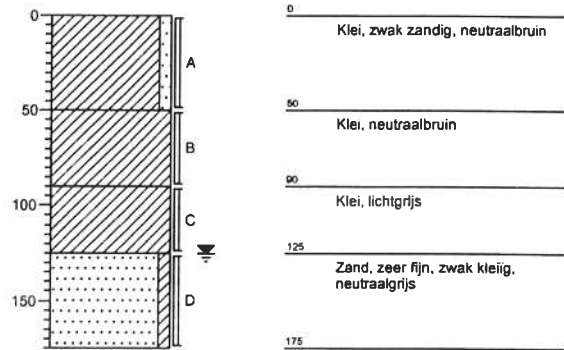 0
50
100
150
A
B
C
D
0
Klei, zwak zandig, neutraalbruin
50
Klei, neutraalbruin
90
Klei, lichtgrijs
125
Zand, zeer fijn, zwak kleiïg,
neutraalgrijs
175